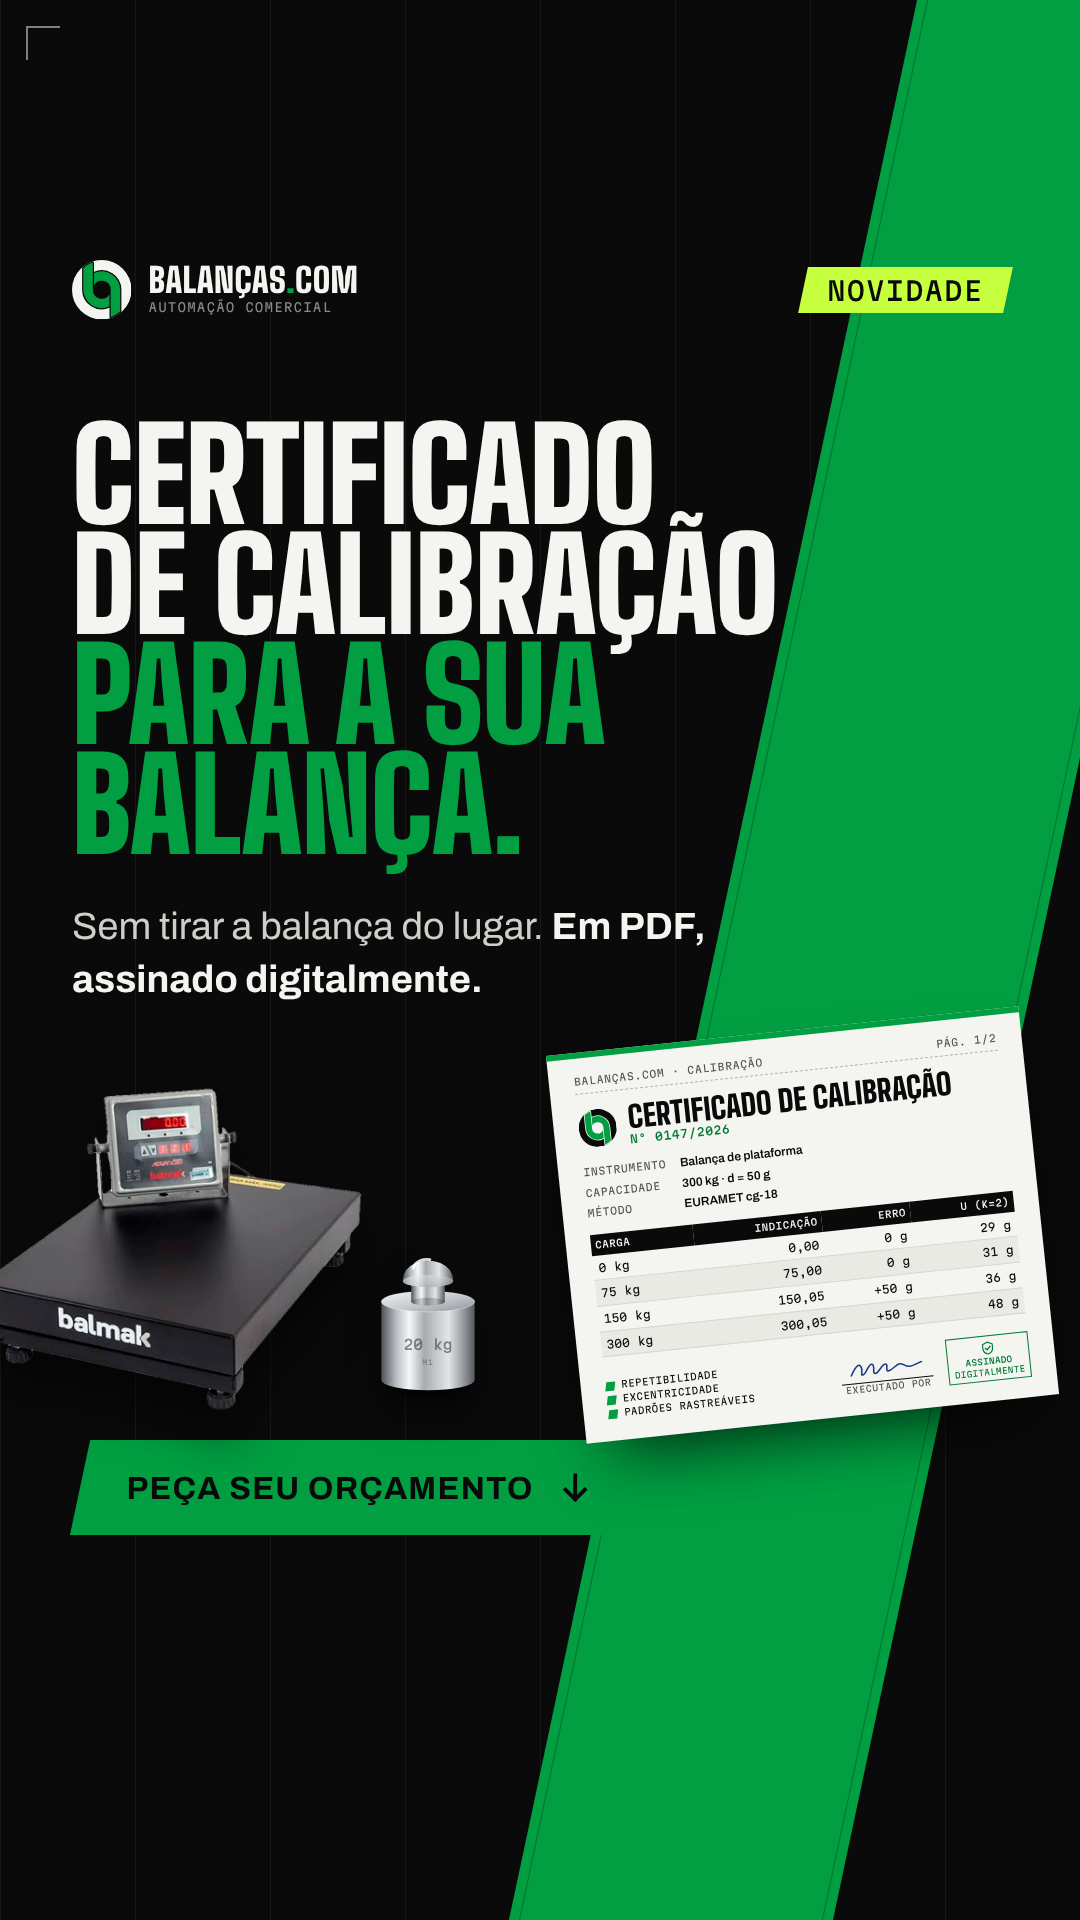 BALANÇAS.COM
AUTOMAÇÃO COMERCIAL
NOVIDADE
CERTIFICADO
DE CALIBRAÇÃO
PARA A SUA
BALANÇA.
Sem tirar a balança do lugar. Em PDF,
assinado digitalmente.
0.00
balmak
balmak
20 kg
M1
BALANÇAS.COM · CALIBRAÇÃO
PÁG. 1/2
CERTIFICADO DE CALIBRAÇÃO
Nº 0147/2026
INSTRUMENTO Balança de plataforma
CAPACIDADE 300 kg · d = 50 g
MÉTODO EURAMET cg-18
CARGA INDICAÇÃO ERRO U (K=2)
0 kg 0,00 0 g 29 g
75 kg 75,00 0 g 31 g
150 kg 150,05 +50 g 36 g
300 kg 300,05 +50 g 48 g
REPETIBILIDADE
EXCENTRICIDADE
PADRÕES RASTREÁVEIS
EXECUTADO POR
ASSINADO
DIGITALMENTE
PEÇA SEU ORÇAMENTO ↓